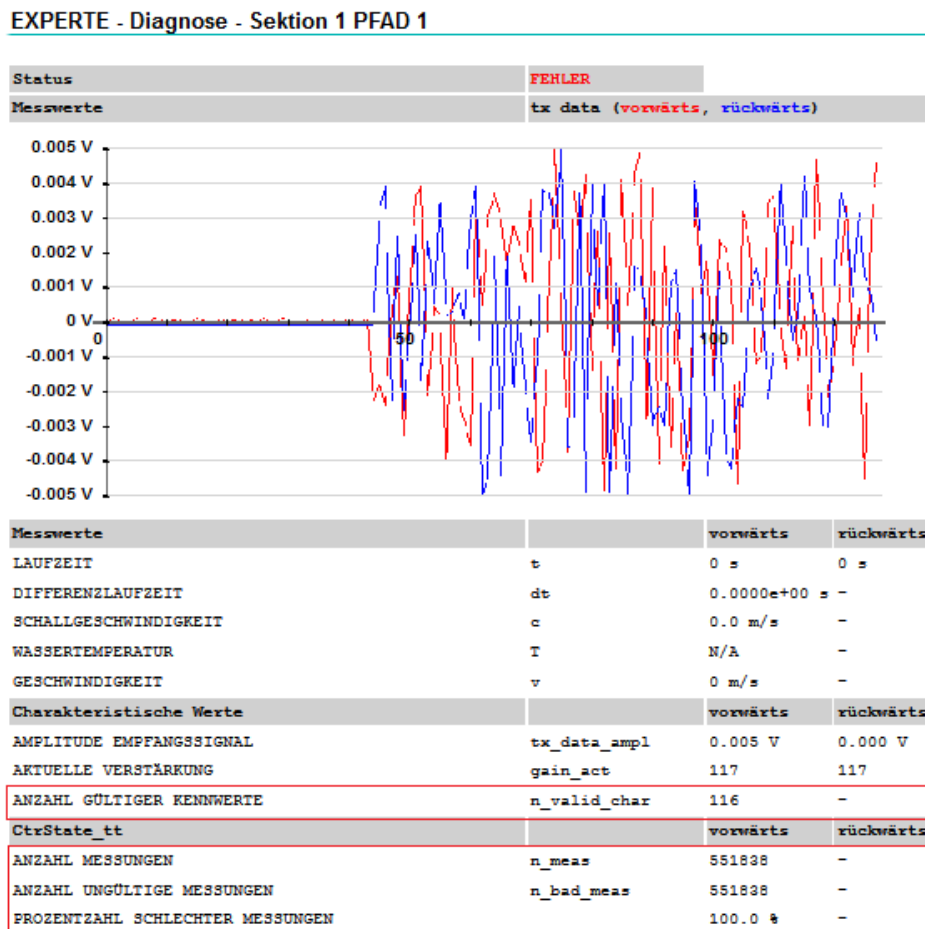 EXPERTE - Diagnose - Sektion 1 PFAD 1
Status FEHLER
Messwerte tx data (vorwärts, rückwärts)
0.005 V
0.004 V
0.003 V
0.002 V
0.001 V
0 V
0 50 100
-0.001 V
-0.002 V
-0.003 V
-0.004 V
-0.005 V
Messwerte vorwärts rückwärts
LAUFZEIT t 0 s 0 s
DIFFERENZLAUFZEIT dt 0.0000e+00 s -
SCHALLGESCHWINDIGKEIT c 0.0 m/s -
WASSERTEMPERATUR T N/A -
GESCHWINDIGKEIT v 0 m/s -
Charakteristische Werte vorwärts rückwärts
AMPLITUDE EMPFANGSSIGNAL tx_data_ampl 0.005 V 0.000 V
AKTUELLE VERSTÄRKUNG gain_act 117 117
ANZAHL GÜLTIGER KENNWERTE n_valid_char 116 -
CtrState_tt vorwärts rückwärts
ANZAHL MESSUNGEN n_meas 551838 -
ANZAHL UNGÜLTIGE MESSUNGEN n_bad_meas 551838 -
PROZENTZAHL SCHLECHTER MESSUNGEN 100.0 % -